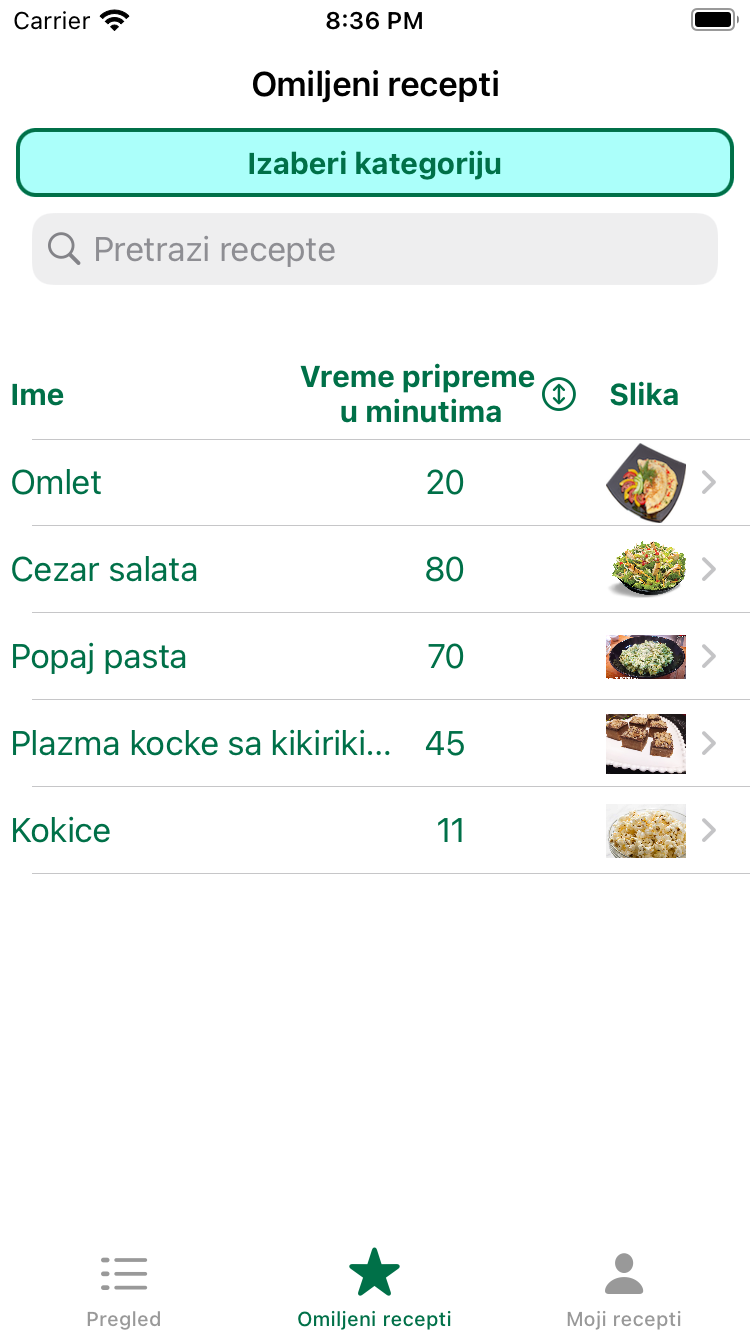 Carrier 8:36 PM
Omiljeni recepti
Izaberi kategoriju
Pretrazi recepte
Ime Vreme pripreme u minutima Slika
Omlet 20
Cezar salata 80
Popaj pasta 70
Plazma kocke sa kikiriki... 45
Kokice 11
Pregled Omiljeni recepti Moji recepti